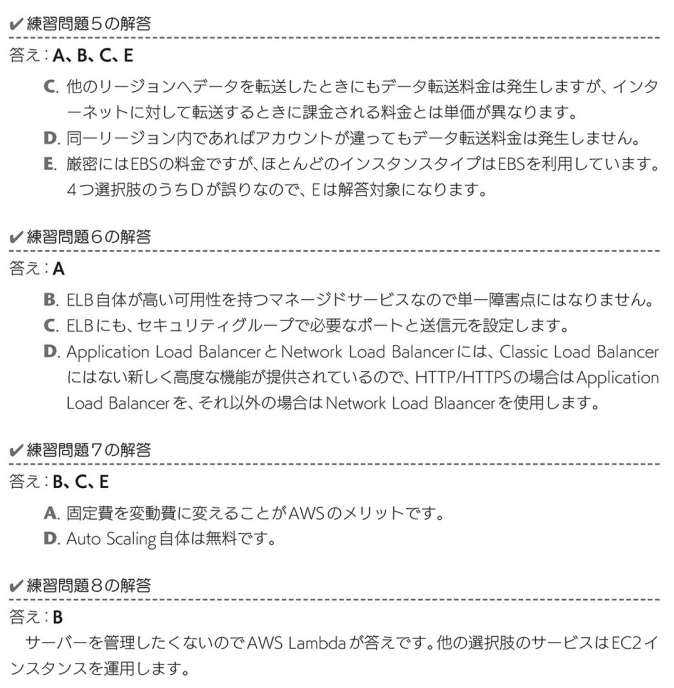 ✔練習問題5の解答
答え：A、B、C、E
C. 他のリージョンへデータを転送したときにもデータ転送料金は発生しますが、インタ
ーネットに対して転送するときに課金される料金とは単価が異なります。
D. 同一リージョン内であればアカウントが違ってもデータ転送料金は発生しません。
E. 厳密にはEBSの料金ですが、ほとんどのインスタンスタイプはEBSを利用しています。
4つ選択肢のうちDが誤りなので、Eは解答対象になります。
✔練習問題6の解答
答え：A
B. ELB自体が高い可用性を持つマネージドサービスなので単一障害点にはなりません。
C. ELBにも、セキュリティグループで必要なポートと送信元を設定します。
D. Application Load BalancerとNetwork Load Balancerには、Classic Load Balancer
にはない新しく高度な機能が提供されているので、HTTP/HTTPSの場合はApplication
Load Balancerを、それ以外の場合はNetwork Load Blaancerを使用します。
✔練習問題7の解答
答え：B、C、E
A. 固定費を変動費に変えることがAWSのメリットです。
D. Auto Scaling自体は無料です。
✔練習問題8の解答
答え：B
サーバーを管理したくないのでAWS Lambdaが答えです。他の選択肢のサービスはEC2イ
ンスタンスを運用します。